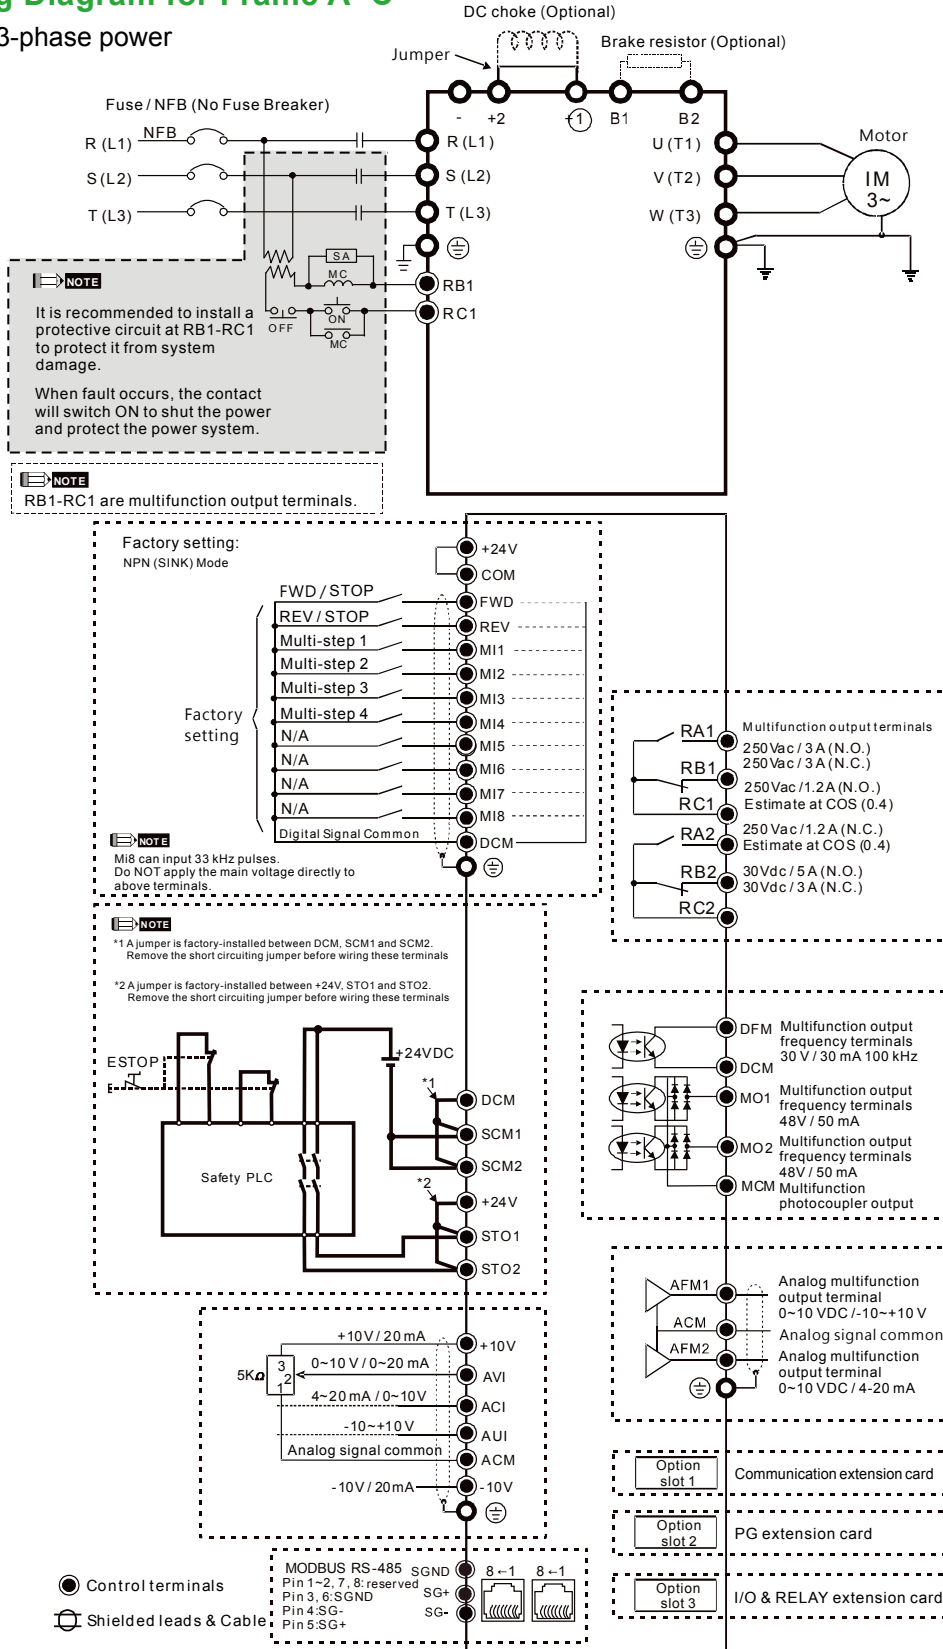 g Diagram for Frame A~C
3-phase power
DC choke (Optional)
Jumper
Brake resistor (Optional)
Fuse / NFB (No Fuse Breaker)
- +2 +1 B1 B2
R (L1) NFB
R (L1)
U (T1)
Motor
S (L2)
S (L2)
V (T2)
IM
3~
T (L3)
T (L3)
W (T3)
SA
MC
RB1
OFF
ON
MC
RC1
NOTE
It is recommended to install a
protective circuit at RB1-RC1
to protect it from system
damage.
When fault occurs, the contact
will switch ON to shut the power
and protect the power system.
NOTE
RB1-RC1 are multifunction output terminals.
Factory setting:
NPN (SINK) Mode
+24V
COM
FWD / STOP
FWD
REV / STOP
REV
Multi-step 1
MI1
Multi-step 2
MI2
Multi-step 3
MI3
Multi-step 4
MI4
Factory
setting
N/A
MI5
N/A
MI6
N/A
MI7
N/A
MI8
Digital Signal Common
DCM
NOTE
Mi8 can input 33 kHz pulses.
Do NOT apply the main voltage directly to
above terminals.
RA1
RB1
RC1
RA2
RB2
RC2
Multifunction output terminals
250Vac / 3 A (N.O.)
250Vac / 3A (N.C.)
250Vac /1.2A (N.O.)
Estimate at COS (0.4)
250 Vac /1.2 A (N.C.)
Estimate at COS (0.4)
30Vdc / 5 A (N.O.)
30Vdc / 3 A (N.C.)
NOTE
*1 A jumper is factory-installed between DCM, SCM1 and SCM2.
Remove the short circuiting jumper before wiring these terminals
*2 A jumper is factory-installed between +24V, STO1 and STO2.
Remove the short circuiting jumper before wiring these terminals
ESTOP
+24VDC
Safety PLC
*1
DCM
SCM1
SCM2
*2
+24V
STO1
STO2
DFM
DCM
Multifunction output
frequency terminals
30 V / 30 mA 100 kHz
MO1
Multifunction output
frequency terminals
48V / 50 mA
MO2
Multifunction output
frequency terminals
48V / 50 mA
MCM
Multifunction
photocoupler output
AFM1
Analog multifunction
output terminal
0~10 VDC /-10~+10 V
ACM
Analog signal common
AFM2
Analog multifunction
output terminal
0~10 VDC / 4-20 mA
+10V / 20 mA
+10V
5KΩ
3
2
1
0~10 V / 0~20 mA
AVI
4~20 mA / 0~10V
ACI
-10~+10 V
AUI
Analog signal common
ACM
-10V / 20mA
-10V
Option
slot 1
Communication extension card
Option
slot 2
PG extension card
Option
slot 3
I/O & RELAY extension card
MODBUS RS-485
Pin 1~2, 7, 8: reserved
Pin 3, 6:SGND
Pin 4:SG-
Pin 5:SG+
SGND
SG+
SG-
8 ←1
8 ←1
Control terminals
Shielded leads & Cable